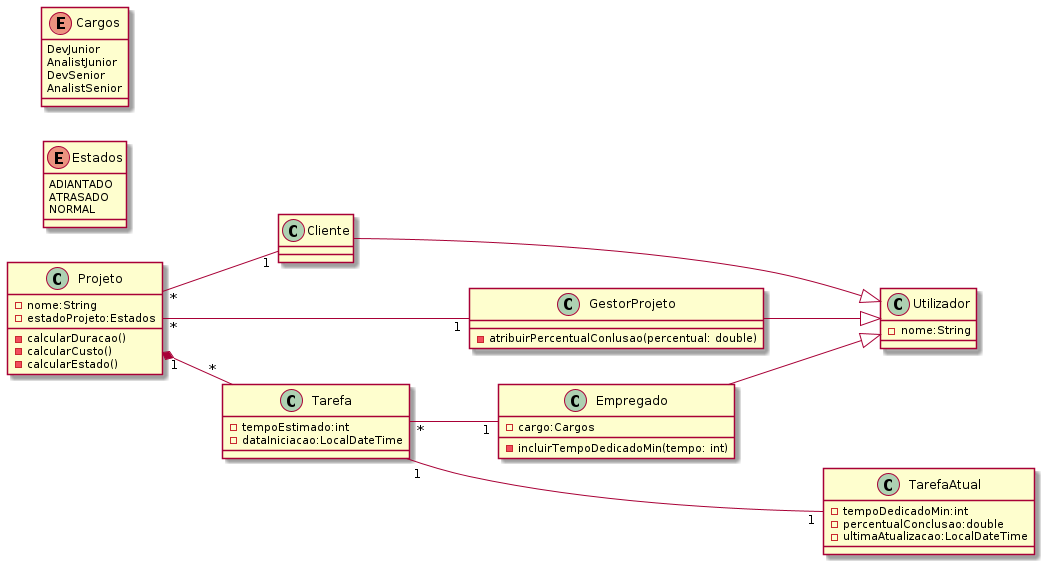 E Cargos
DevJunior
AnalistJunior
DevSenior
AnalistSenior
E Estados
ADIANTADO
ATRASADO
NORMAL
C Cliente
1
*
C Projeto
nome:String
estadoProjeto:Estados
calcularDuracao()
calcularCusto()
calcularEstado()
*
1
C GestorProjeto
atribuirPercentualConlusao(percentual: double)
C Utilizador
nome:String
1
*
C Tarefa
tempoEstimado:int
dataIniciacao:LocalDateTime
*
1
C Empregado
cargo:Cargos
incluirTempoDedicadoMin(tempo: int)
1
1
C TarefaAtual
tempoDedicadoMin:int
percentualConclusao:double
ultimaAtualizacao:LocalDateTime